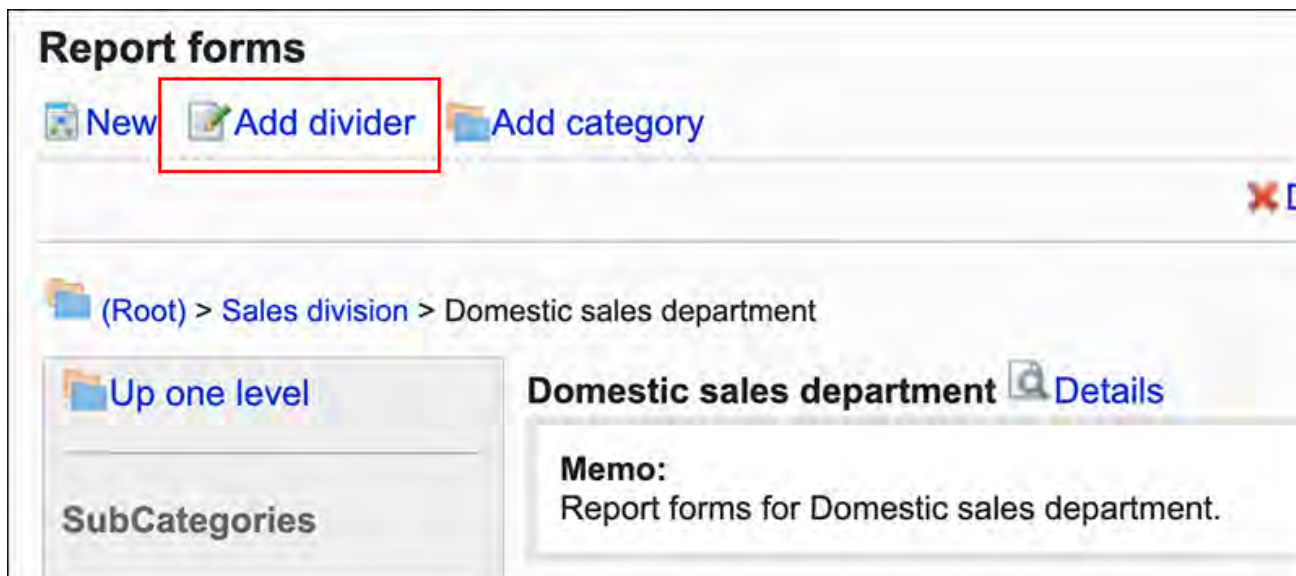 Report forms
New Add divider Add category
(Root) > Sales division > Domestic sales department
Up one level
Domestic sales department Details
Memo:
Report forms for Domestic sales department.
SubCategories